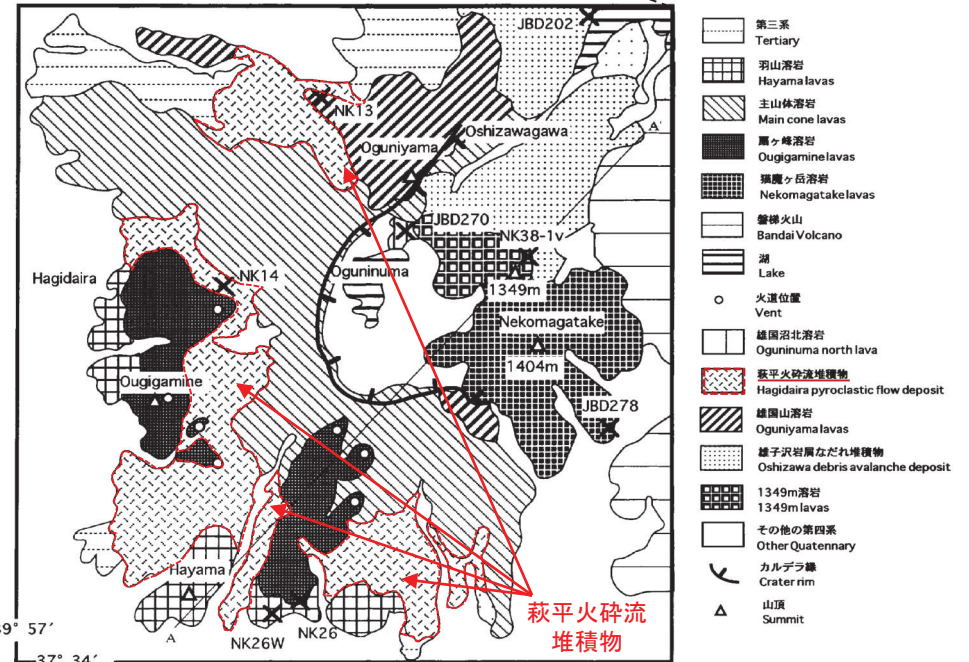 JBD202
NK13
Oshizawagawa
Oguniyama
A'
JBD270
NK38-1v
Hagidaira
NK14
Oguninuma
1349m
Nekomagatake
1404m
Ougigamine
JBD278
Hayama
A
NK26
NK26W
萩平火砕流
堆積物
39° 57′
37° 34′
第三系
Tertiary
羽山溶岩
Hayama lavas
主山体溶岩
Main cone lavas
扇ヶ峰溶岩
Ougigamine lavas
猫魔ヶ岳溶岩
Nekomagatake lavas
磐梯火山
Bandai Volcano
湖
Lake
火道位置
Vent
雄国沼北溶岩
Oguninuma north lava
萩平火砕流堆積物
Hagidaira pyroclastic flow deposit
雄国山溶岩
Oguniyama lavas
雄子沢岩屑なだれ堆積物
Oshizawa debris avalanche deposit
1349m溶岩
1349m lavas
その他の第四系
Other Quatennary
カルデラ縁
Crater rim
山頂
Summit